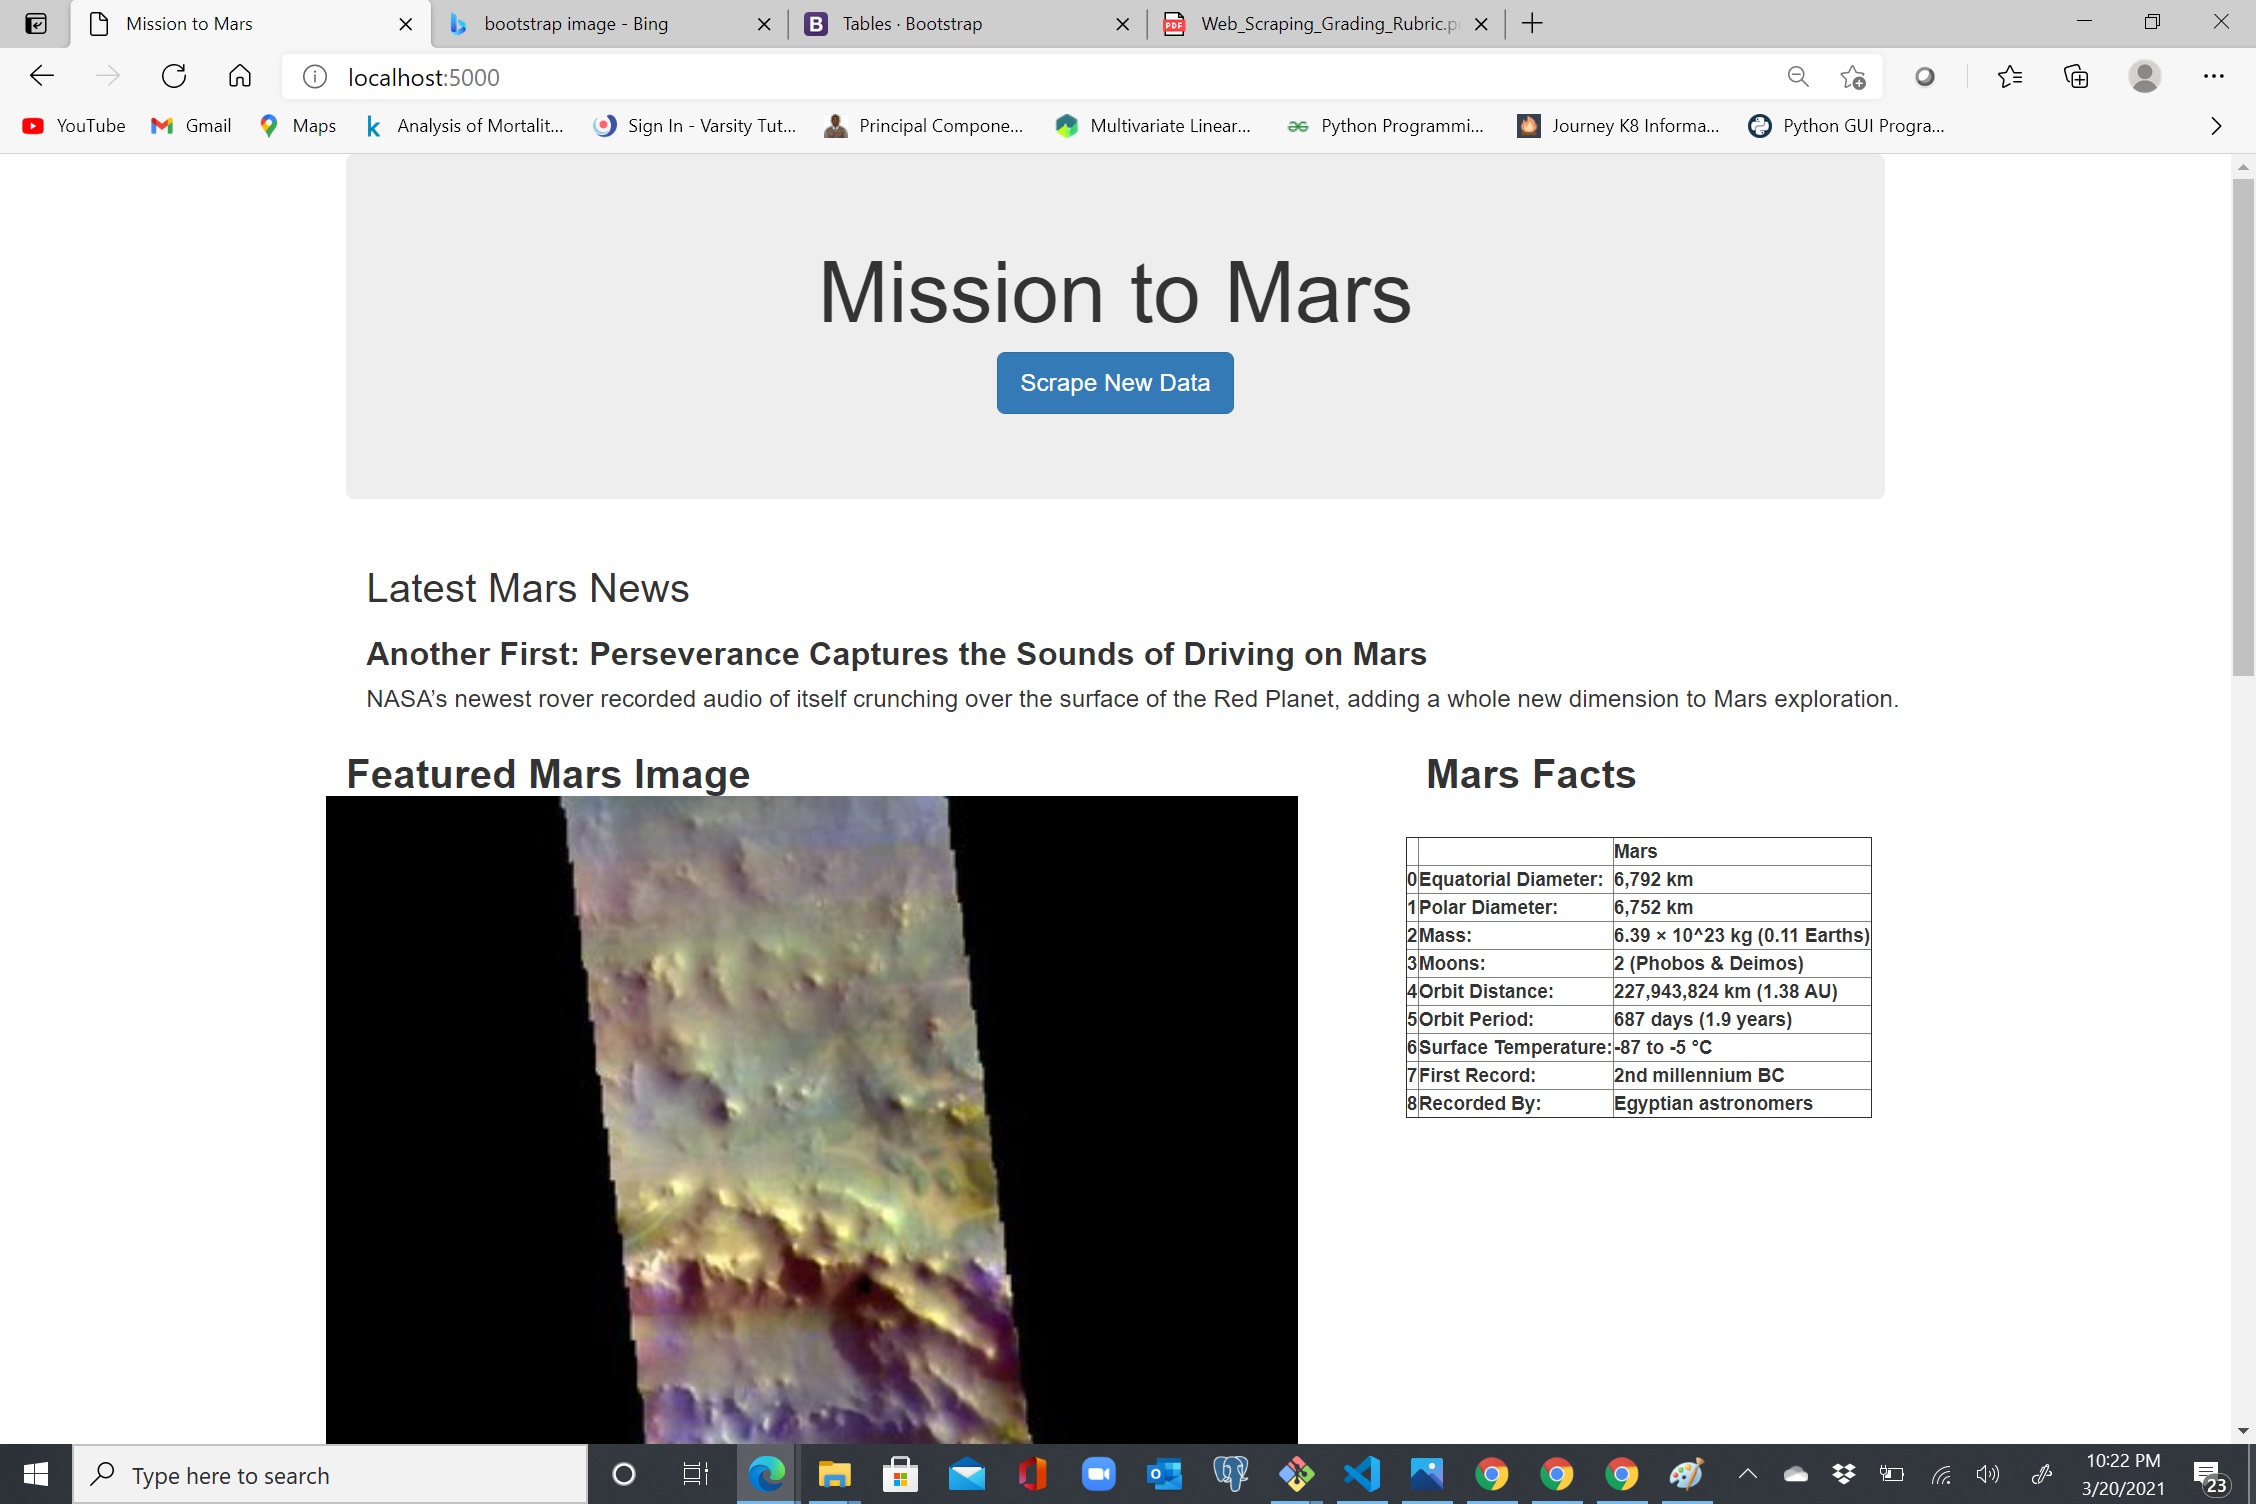 Mission to Mars
bootstrap image - Bing
Tables · Bootstrap
Web_Scraping_Grading_Rubric.p
localhost:5000
YouTube
Gmail
Maps
Analysis of Mortalit...
Sign In - Varsity Tut...
Principal Compone...
Multivariate Linear...
Python Programmi...
Journey K8 Informa...
Python GUI Progra...
Mission to Mars
Scrape New Data
Latest Mars News
Another First: Perseverance Captures the Sounds of Driving on Mars
NASA’s newest rover recorded audio of itself crunching over the surface of the Red Planet, adding a whole new dimension to Mars exploration.
Featured Mars Image
Mars Facts
Mars
0 Equatorial Diameter: 6,792 km
1 Polar Diameter: 6,752 km
2 Mass: 6.39 × 10^23 kg (0.11 Earths)
3 Moons: 2 (Phobos & Deimos)
4 Orbit Distance: 227,943,824 km (1.38 AU)
5 Orbit Period: 687 days (1.9 years)
6 Surface Temperature: -87 to -5 °C
7 First Record: 2nd millennium BC
8 Recorded By: Egyptian astronomers
Type here to search
10:22 PM
3/20/2021
23